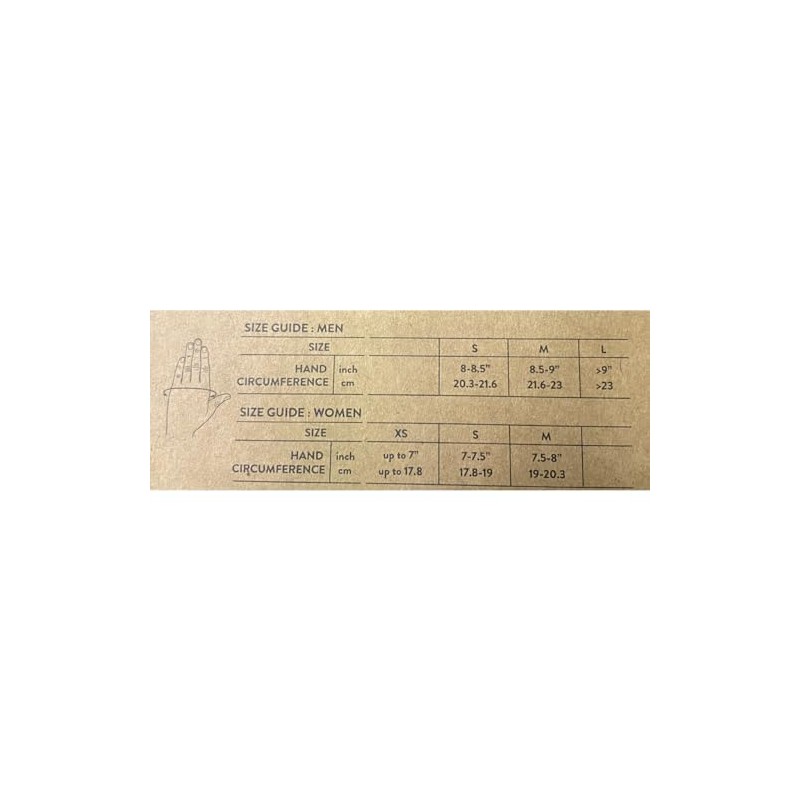 SIZE GUIDE : MEN
SIZE S M L
HAND CIRCUMFERENCE inch 8-8.5" 8.5-9" >9"
cm 20.3-21.6 21.6-23 >23
SIZE GUIDE : WOMEN
SIZE XS S M
HAND CIRCUMFERENCE inch up to 7" 7-7.5" 7.5-8"
cm up to 17.8 17.8-19 19-20.3